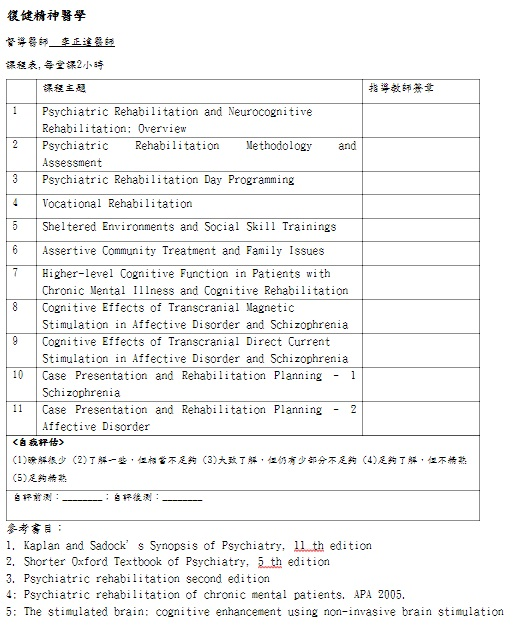 復健精神醫學
督導醫師 李正達醫師
課程表,每堂課2小時
課程主題 指導教師簽章
1 Psychiatric Rehabilitation and Neurocognitive
Rehabilitation: Overview
2 Psychiatric Rehabilitation Methodology and
Assessment
3 Psychiatric Rehabilitation Day Programming
4 Vocational Rehabilitation
5 Sheltered Environments and Social Skill Trainings
6 Assertive Community Treatment and Family Issues
7 Higher-level Cognitive Function in Patients with
Chronic Mental Illness and Cognitive Rehabilitation
8 Cognitive Effects of Transcranial Magnetic
Stimulation in Affective Disorder and Schizophrenia
9 Cognitive Effects of Transcranial Direct Current
Stimulation in Affective Disorder and Schizophrenia
10 Case Presentation and Rehabilitation Planning - 1
Schizophrenia
11 Case Presentation and Rehabilitation Planning - 2
Affective Disorder
<自我評估>
(1)瞭解很少 (2)了解一些，但相當不足夠 (3)大致了解，但仍有少部分不足夠 (4)足夠了解，但不精熟
(5)足夠精熟
自評前測：________；自評後測：________
參考書目：
1. Kaplan and Sadock' s Synopsis of Psychiatry, 11 th edition
2. Shorter Oxford Textbook of Psychiatry, 5 th edition
3. Psychiatric rehabilitation second edition
4: Psychiatric rehabilitation of chronic mental patients, APA 2005.
5: The stimulated brain: cognitive enhancement using non-invasive brain stimulation